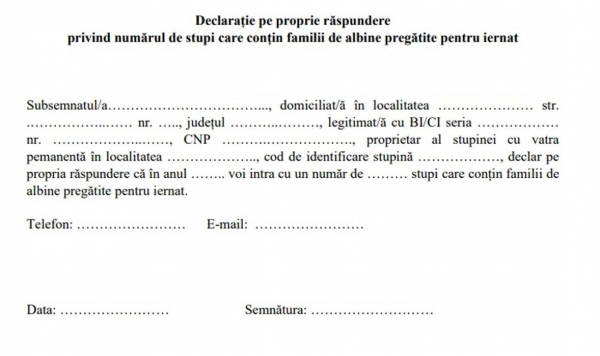 Declarație pe proprie răspundere
privind numărul de stupi care conțin familii de albine pregătite pentru iernat
Subsemnatul/a……………………………..., domiciliat/ă în localitatea ………………… str.
………………….… nr. ….., județul ………..……, legitimat/ă cu BI/CI seria ………………
nr. ………………..…., CNP ……………………, proprietar al stupinei cu vatra
pemanentă în localitatea ……………….., cod de identificare stupină ………………, declar pe
propria răspundere că în anul …….. voi intra cu un număr de ……… stupi care conțin familii de
albine pregătite pentru iernat.
Telefon: …………………… E-mail: ……………………
Data: …………………… Semnătura: ……………………